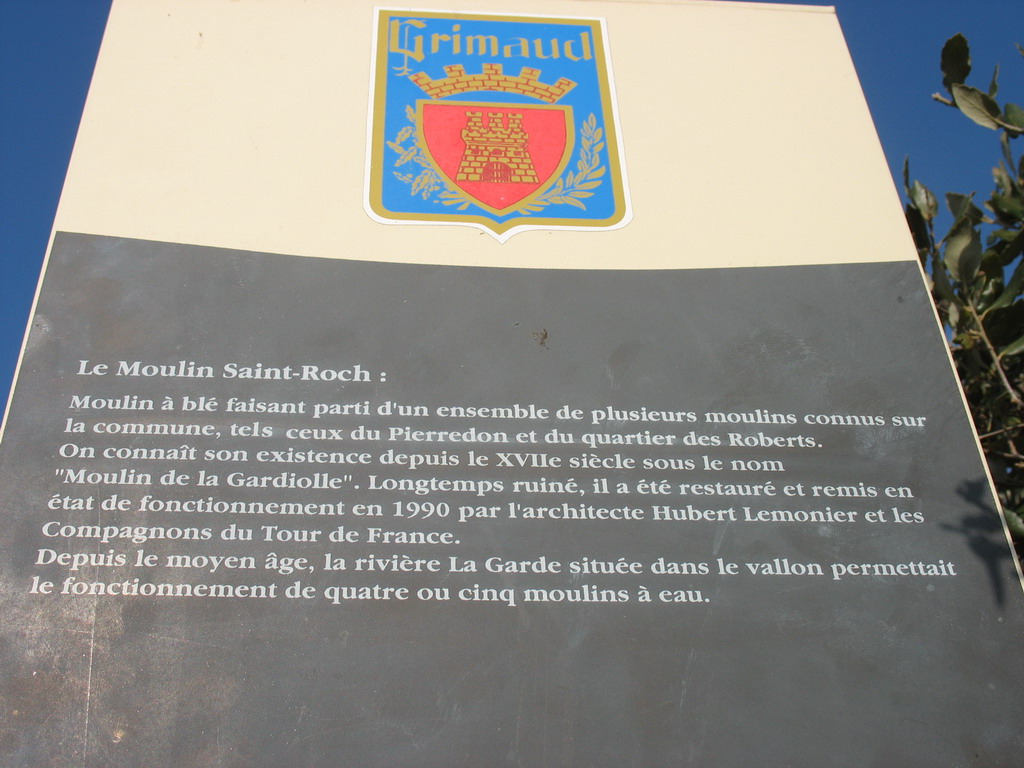 Grimaud
Le Moulin Saint-Roch :
Moulin à blé faisant parti d'un ensemble de plusieurs moulins connus sur
la commune, tels ceux du Pierredon et du quartier des Roberts.
On connaît son existence depuis le XVIIe siècle sous le nom
"Moulin de la Gardiolle". Longtemps ruiné, il a été restauré et remis en
état de fonctionnement en 1990 par l'architecte Hubert Lemonier et les
Compagnons du Tour de France.
Depuis le moyen âge, la rivière La Garde située dans le vallon permettait
le fonctionnement de quatre ou cinq moulins à eau.